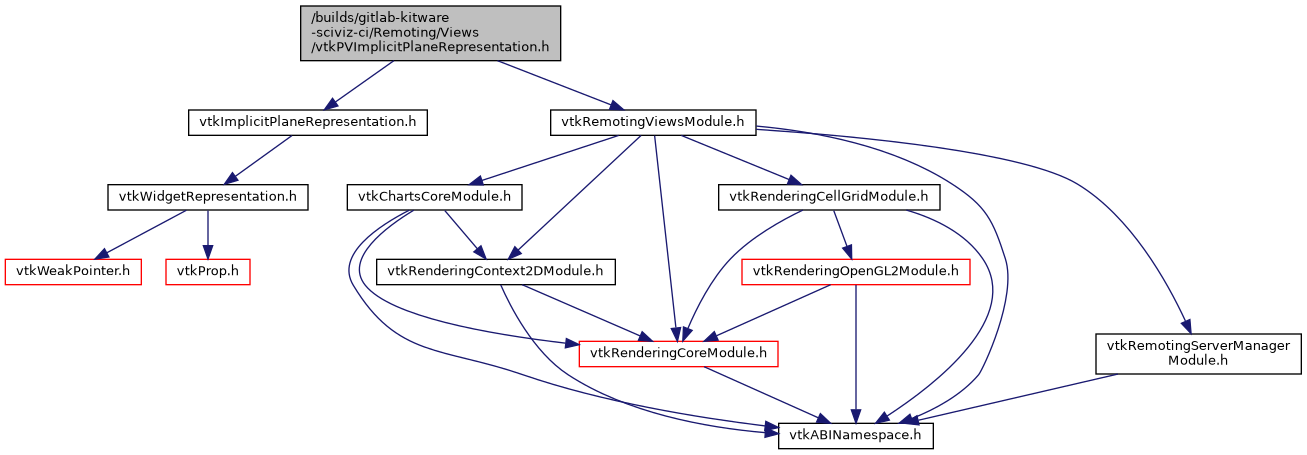 /builds/gitlab-kitware
-sciviz-ci/Remoting/Views
/vtkPVImplicitPlaneRepresentation.h
vtkImplicitPlaneRepresentation.h
vtkRemotingViewsModule.h
vtkWidgetRepresentation.h
vtkChartsCoreModule.h
vtkRenderingCellGridModule.h
vtkWeakPointer.h
vtkProp.h
vtkRenderingContext2DModule.h
vtkRenderingOpenGL2Module.h
vtkRenderingCoreModule.h
vtkRemotingServerManager
Module.h
vtkABINamespace.h